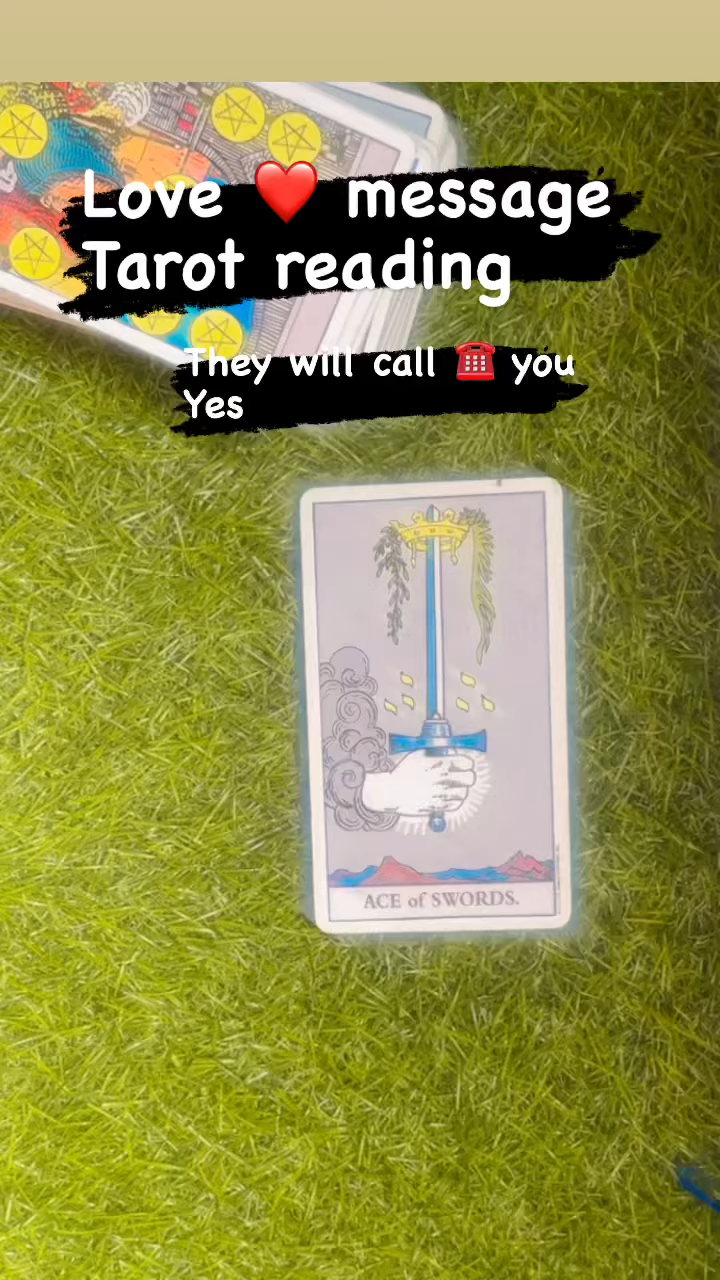 Love ❤️ message
Tarot reading
They will call ☎️ you
Yes
ACE of SWORDS.